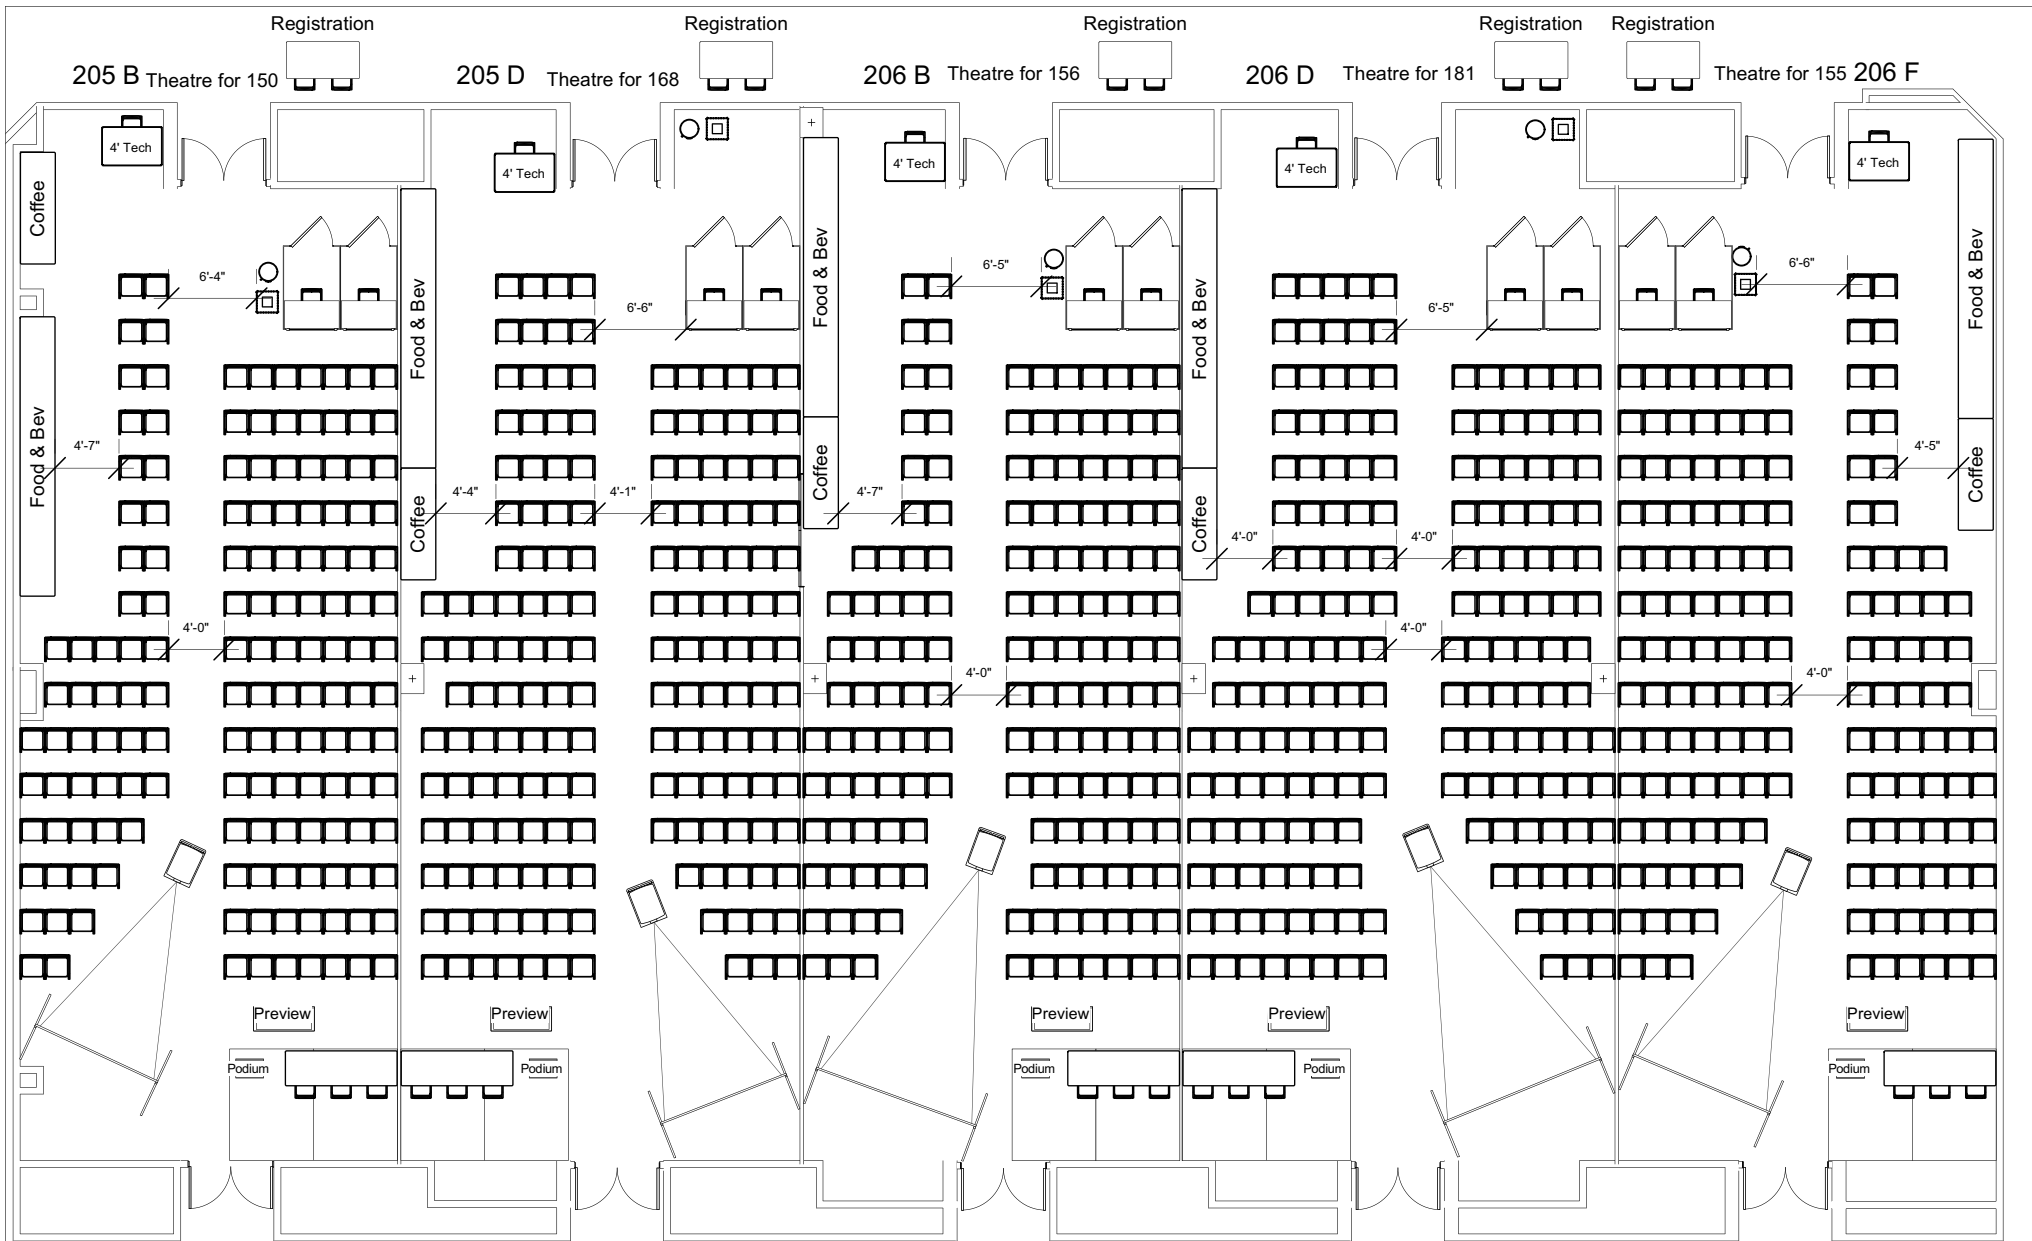 Registration
Registration
Registration
Registration
Registration
205 B Theatre for 150
205 D Theatre for 168
206 B Theatre for 156
206 D Theatre for 181
Theatre for 155 206 F
4' Tech
4' Tech
4' Tech
4' Tech
4' Tech
Coffee
Food & Bev
Food & Bev
Coffee
Food & Bev
Coffee
Food & Bev
Coffee
Food & Bev
Coffee
6'-4"
6'-6"
6'-5"
6'-5"
6'-6"
4'-7"
4'-4"
4'-1"
4'-7"
4'-5"
4'-0"
4'-0"
4'-0"
4'-0"
4'-0"
4'-0"
Preview
Preview
Preview
Preview
Preview
Podium
Podium
Podium
Podium
Podium